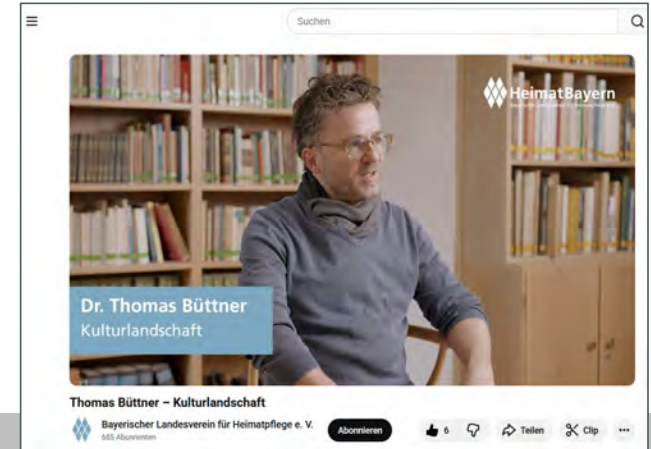 Suchen
HeimatBayern
Dr. Thomas Büttner
Kulturlandschaft
Thomas Büttner – Kulturlandschaft
Bayerischer Landesverein für Heimatpflege e. V.
685 Abonnenten
Abonnieren
6
Teilen
Clip